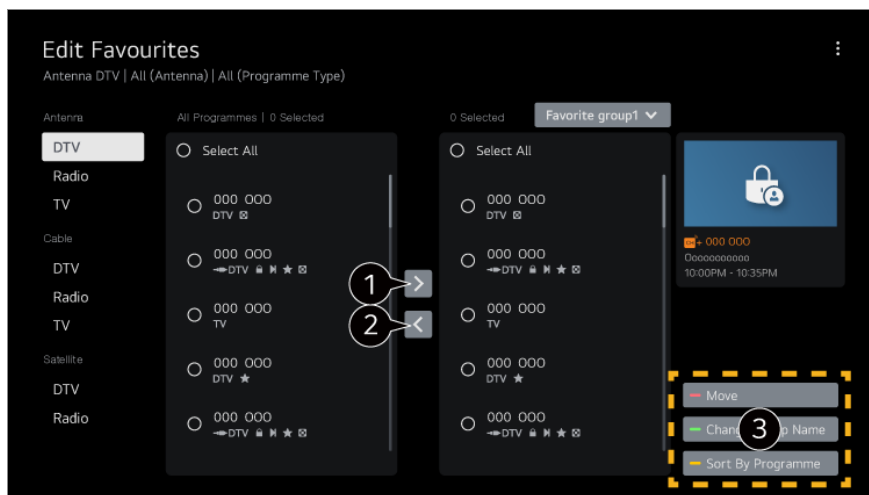 Edit Favourites
Antenna DTV | All (Antenna) | All (Programme Type)
Antenna
DTV
Radio
TV
Cable
DTV
Radio
TV
Satellite
DTV
Radio
All Programmes | 0 Selected
Select All
000 000
DTV
000 000
DTV
000 000
TV
000 000
DTV
000 000
DTV
1
2
0 Selected
Favorite group1
Select All
000 000
DTV
000 000
DTV
000 000
TV
000 000
DTV
000 000
DTV
+ 000 000
Ooooooooooo
10:00PM - 10:35PM
Move
3
Name
Sort By Programme